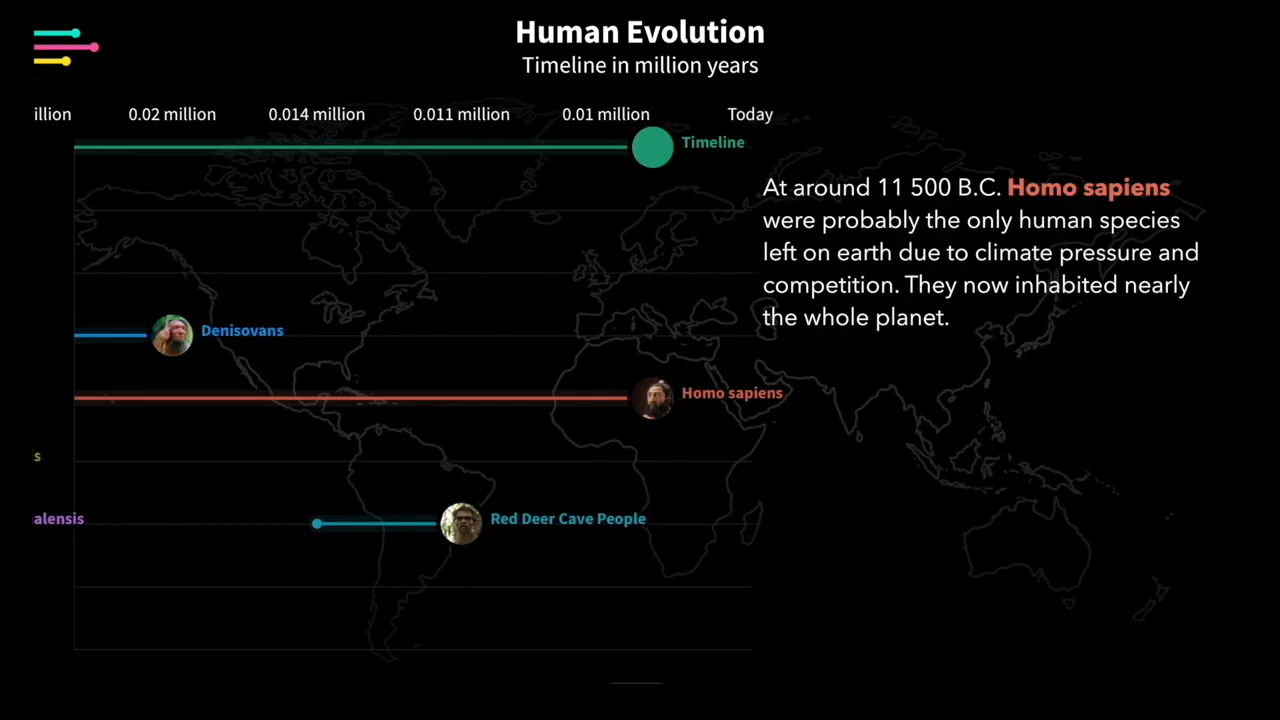 Human Evolution
Timeline in million years
illion 0.02 million 0.014 million 0.011 million 0.01 million Today
Timeline
At around 11 500 B.C. Homo sapiens
were probably the only human species
left on earth due to climate pressure and
competition. They now inhabited nearly
the whole planet.
Denisovans
Homo sapiens
s
alensis
Red Deer Cave People